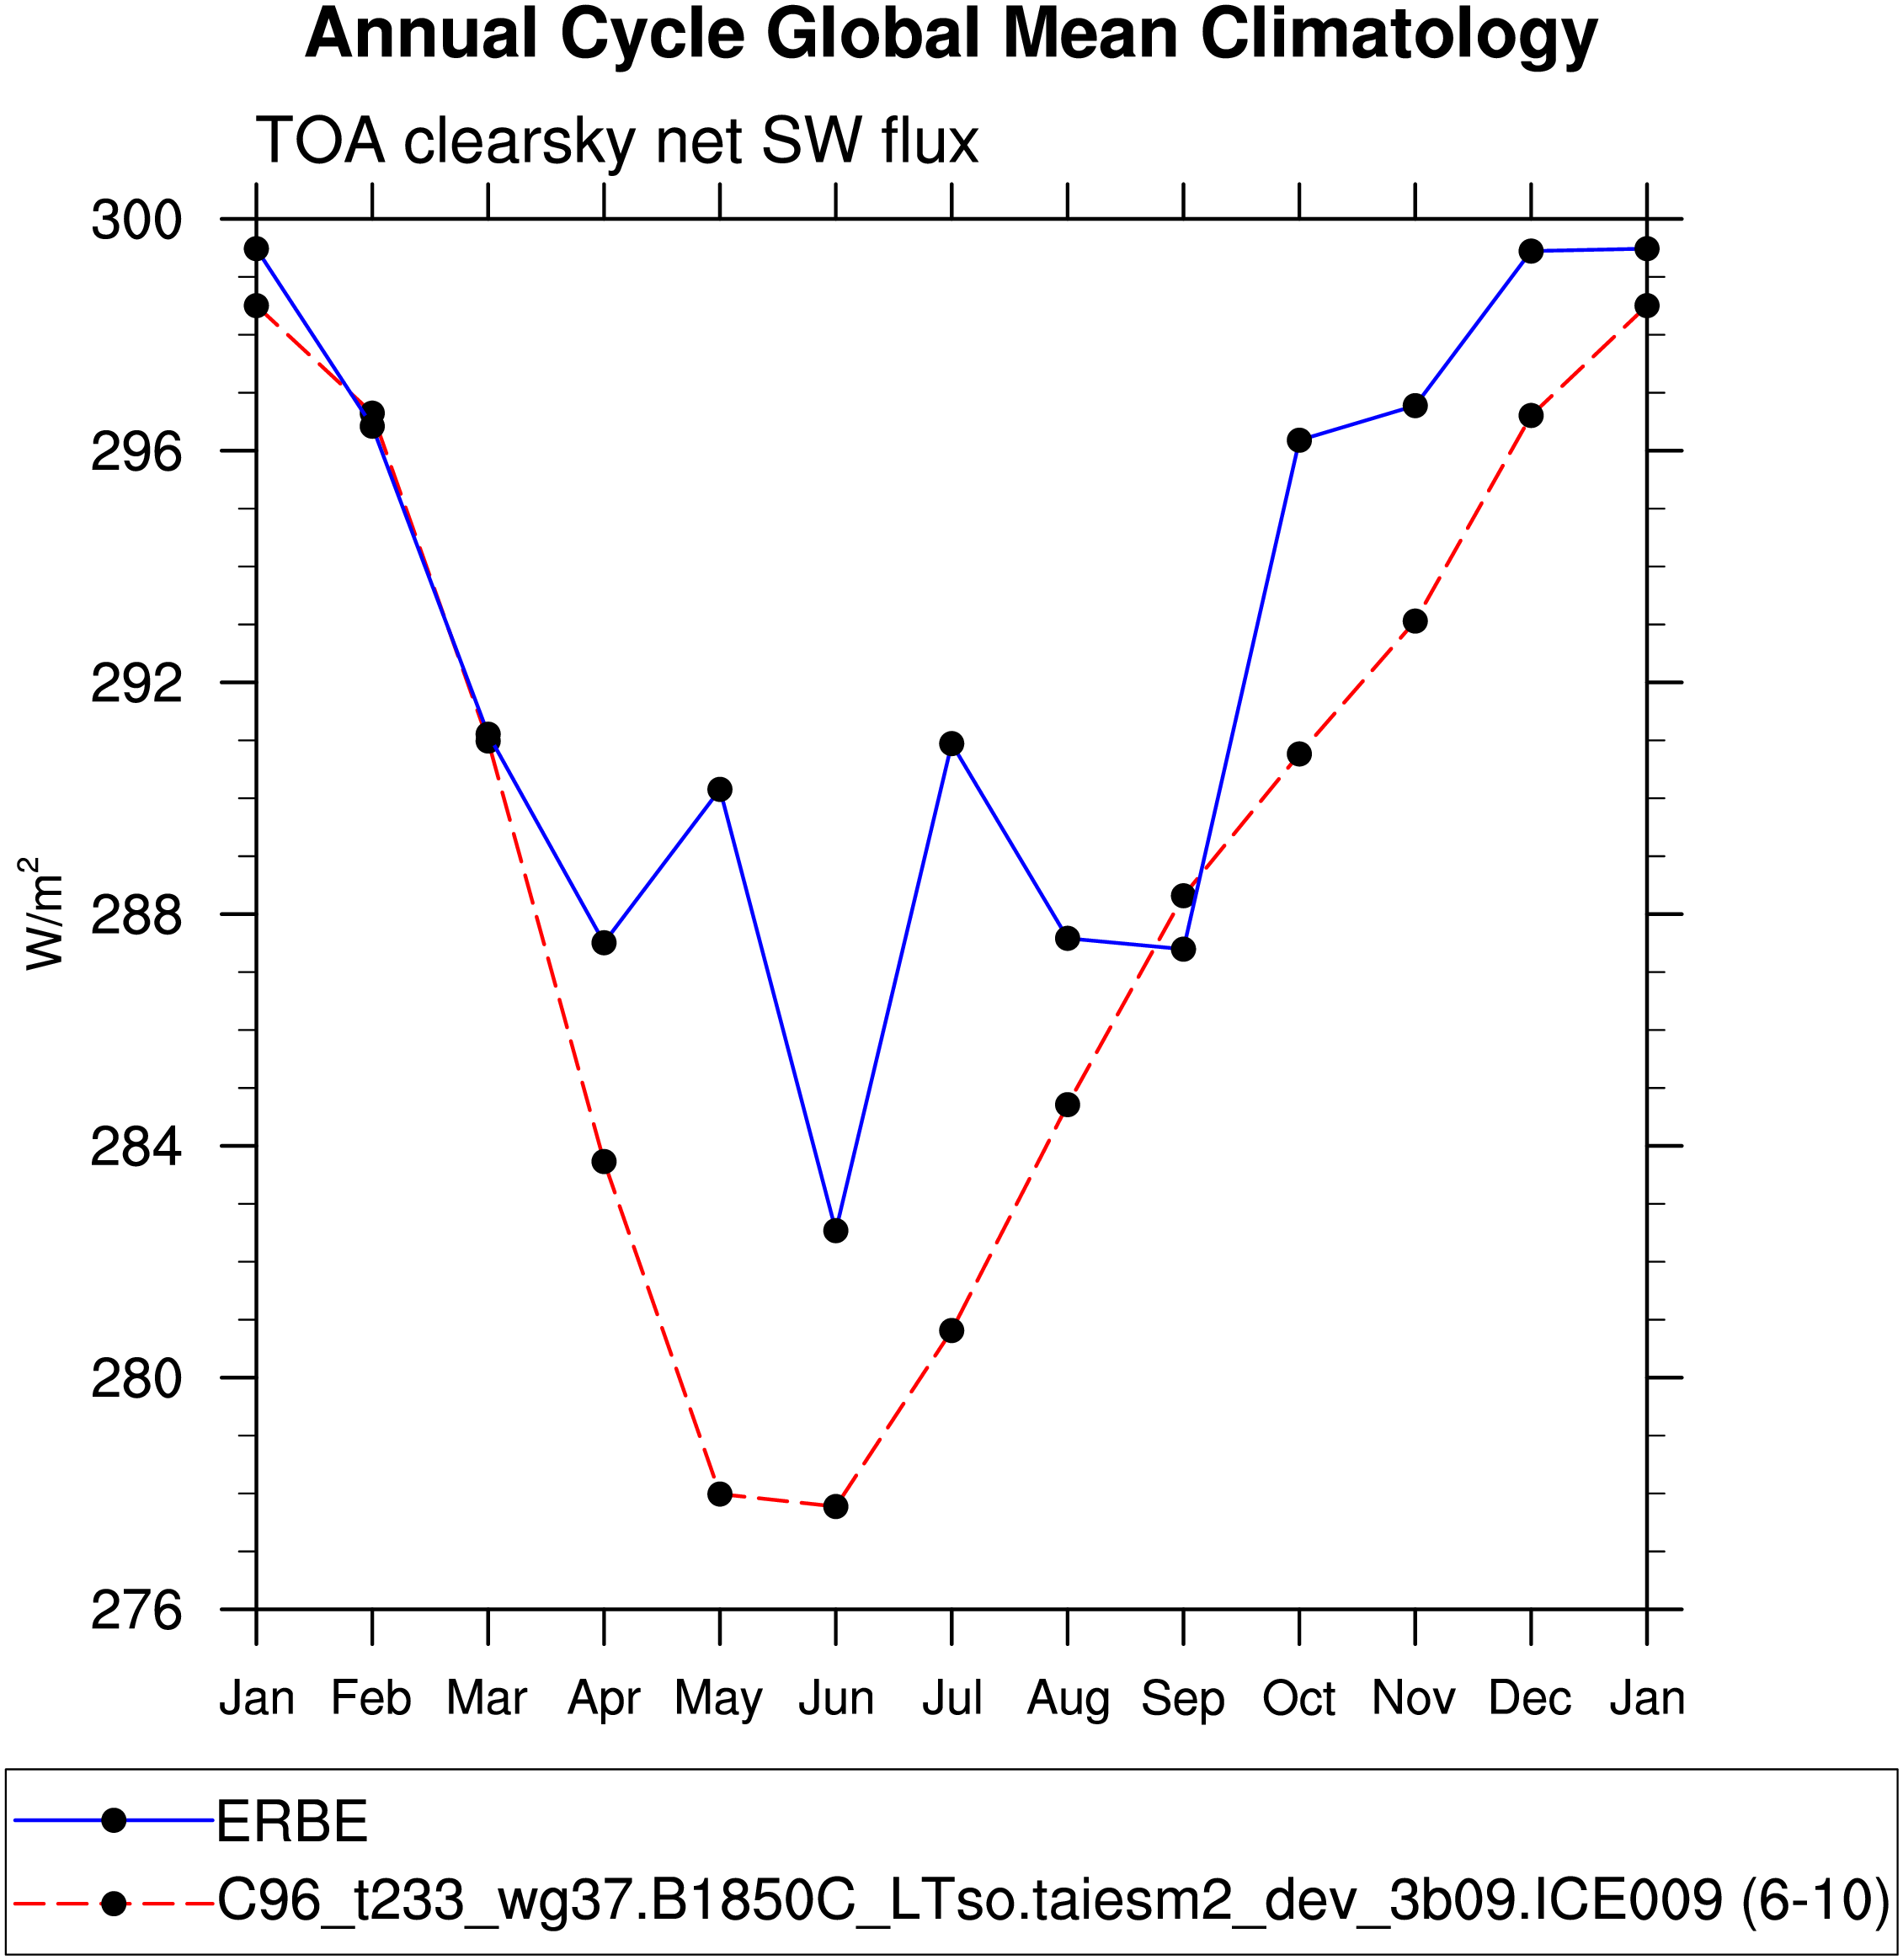 Annual Cycle Global Mean Climatology
TOA clearsky net SW flux
300
296
292
288
284
280
276
W/m²
Jan Feb Mar Apr May Jun Jul Aug Sep Oct Nov Dec Jan
ERBE
C96_t233_wg37.B1850C_LTso.taiesm2_dev_3b09.ICE009 (6-10)